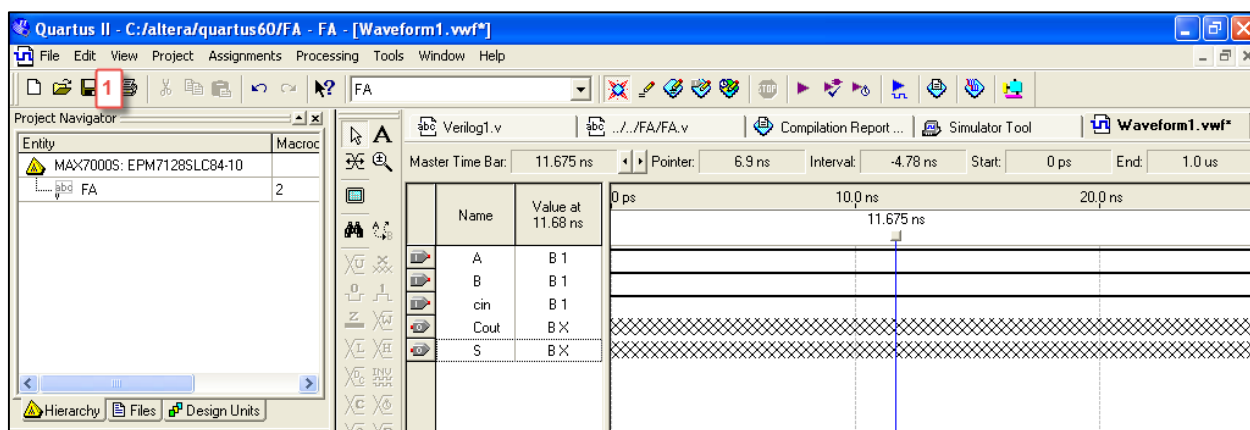 Quartus II - C:/altera/quartus60/FA - FA - [Waveform1.vwf*]
File Edit View Project Assignments Processing Tools Window Help
1 FA
Project Navigator
Entity Macroc
MAX7000S: EPM7128SLC84-10
abd FA 2
Hierarchy Files Design Units
abc Verilog1.v abc ../../FA/FA.v Compilation Report ... Simulator Tool Waveform1.vwf*
Master Time Bar: 11.675 ns Pointer: 6.9 ns Interval: -4.78 ns Start: 0 ps End: 1.0 us
Name Value at 11.68 ns 0 ps 10.0 ns 20.0 ns
11.675 ns
A B 1
B B 1
cin B 1
Cout B X
S B X